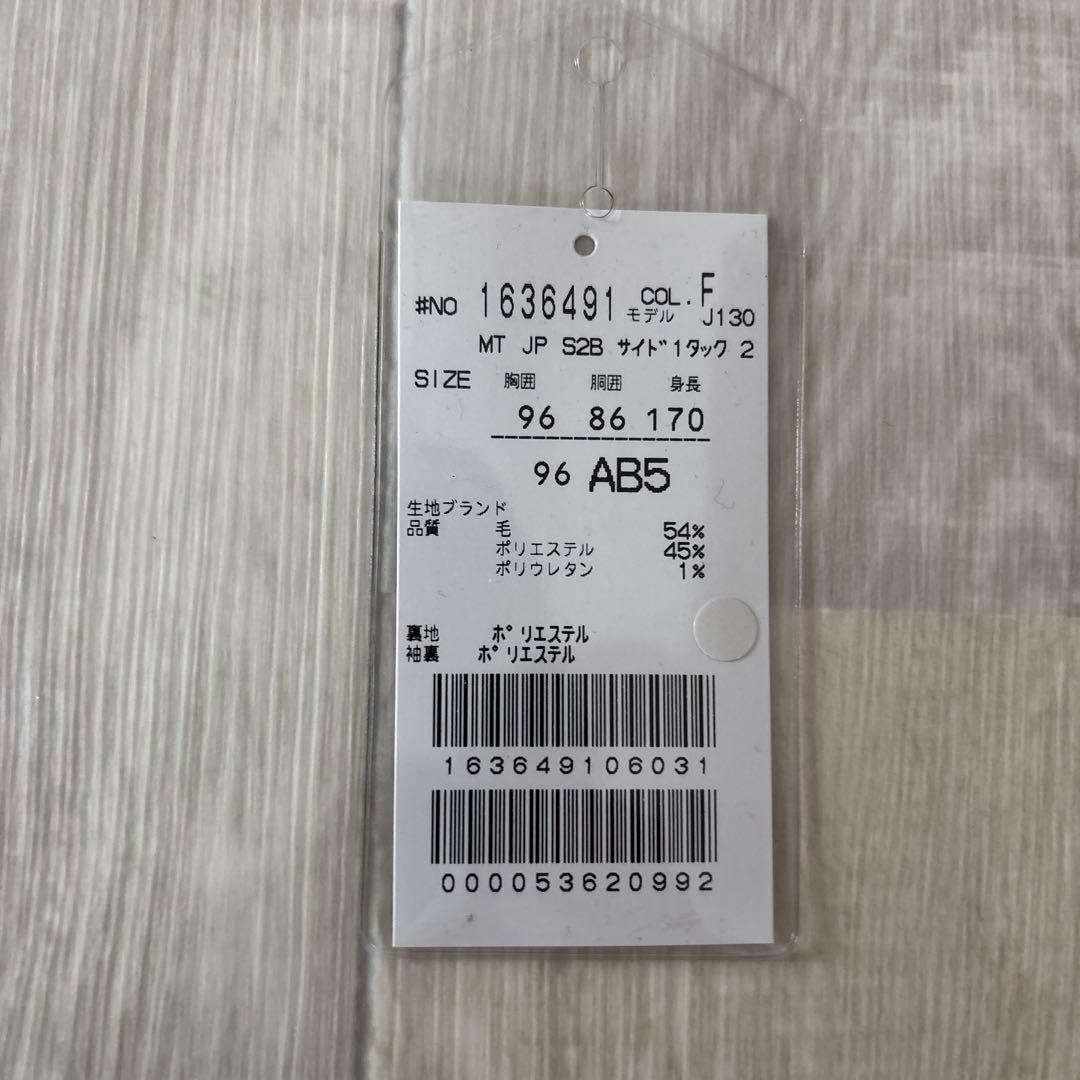 #NO 1636491 COL. F
モデル J130
MT JP S2B サイド1タック 2
SIZE 胸囲 胴囲 身長
96 86 170
96 AB5
生地ブランド
品質 毛 54%
ポリエステル 45%
ポリウレタン 1%
裏地 ポリエステル
袖裏 ポリエステル
163649106031
000053620992